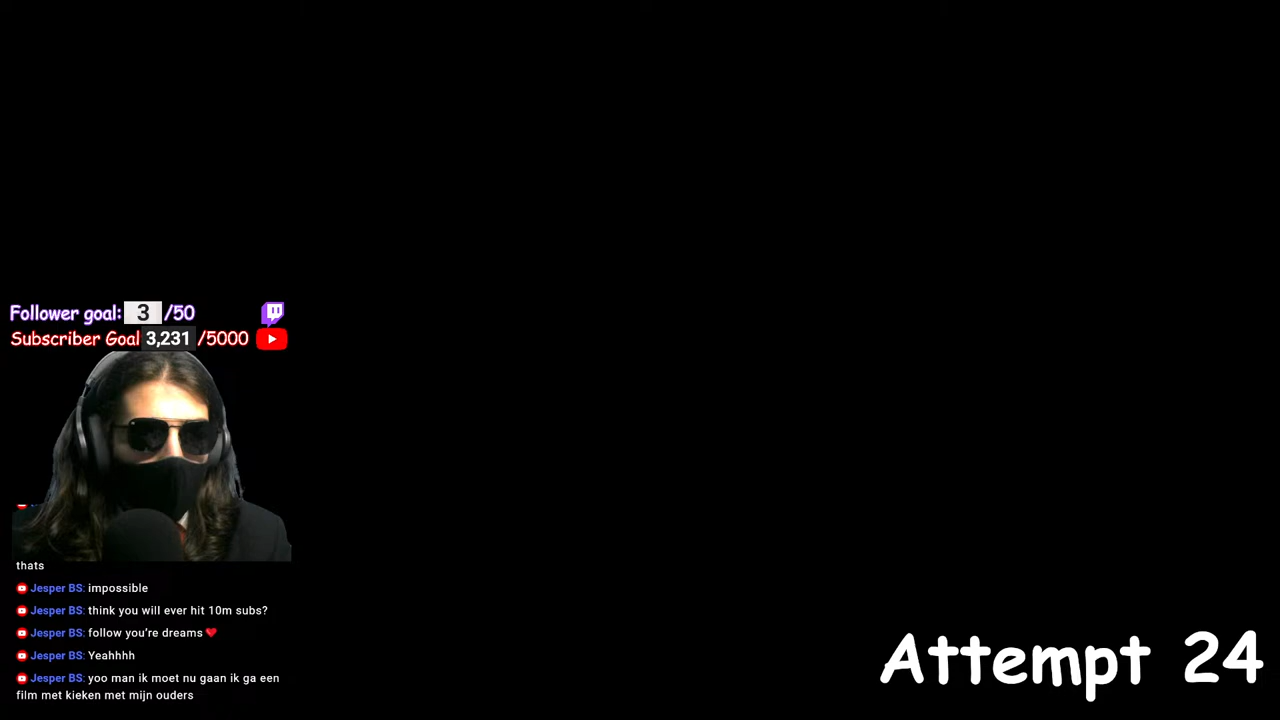 Follower goal: 3 /50
Subscriber Goal 3,231 /5000
thats
Jesper BS: impossible
Jesper BS: think you will ever hit 10m subs?
Jesper BS: follow you're dreams
Jesper BS: Yeahhhh
Jesper BS: yoo man ik moet nu gaan ik ga een
film met kieken met mijn ouders
Attempt 24